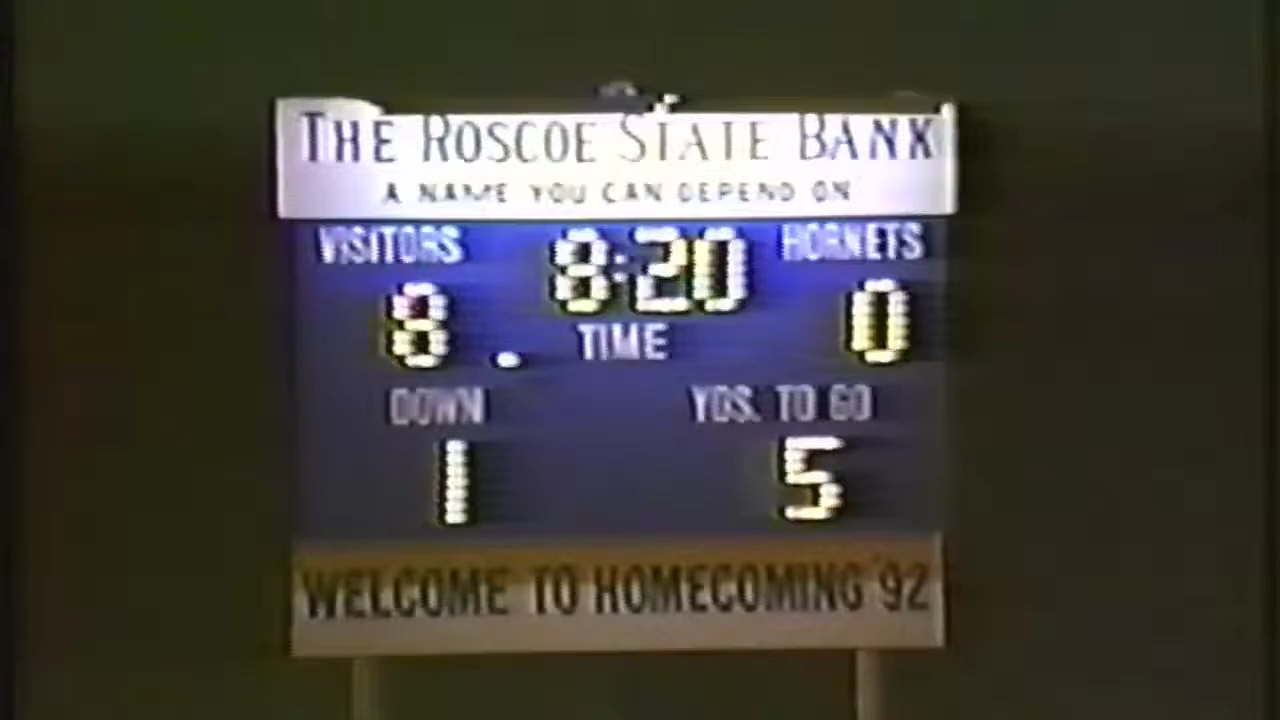 THE ROSCOE STATE BANK
A NAME YOU CAN DEPEND ON
VISITORS 8:20 HORNETS
8 . TIME 0
DOWN YDS. TO GO
1 5
WELCOME TO HOMECOMING '92